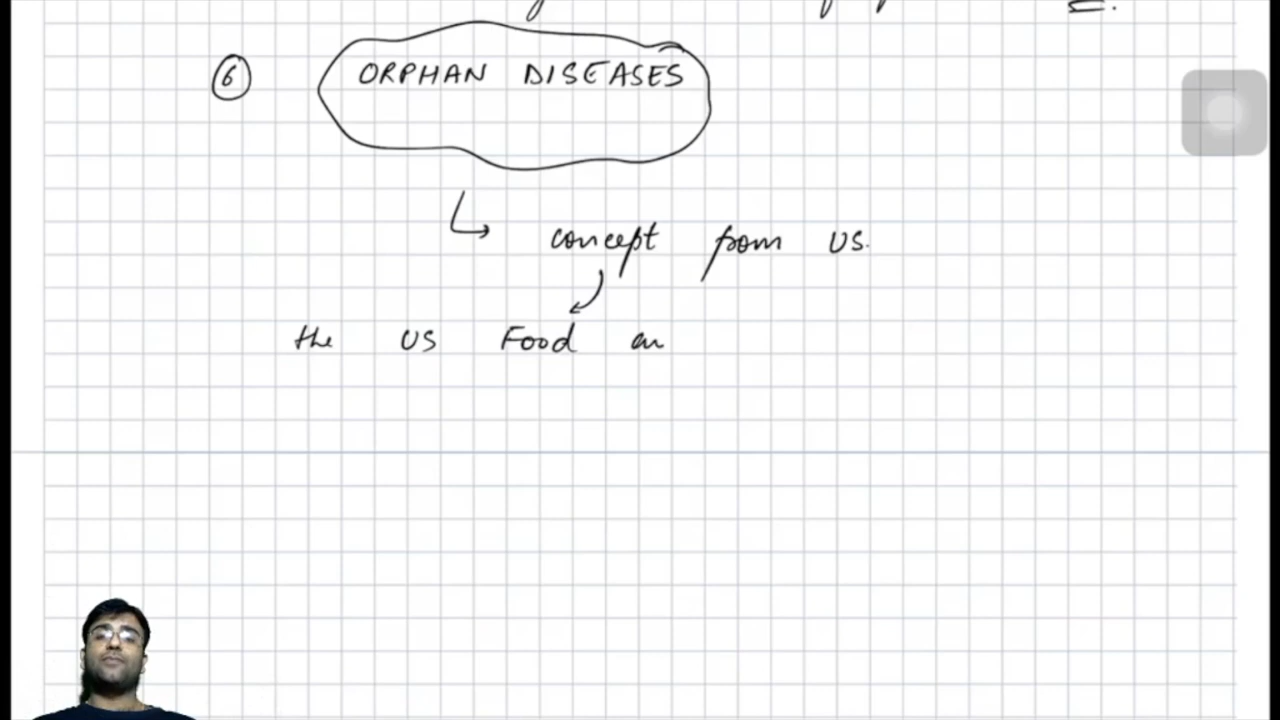 6 ORPHAN DISEASES
concept from US.
the US Food an